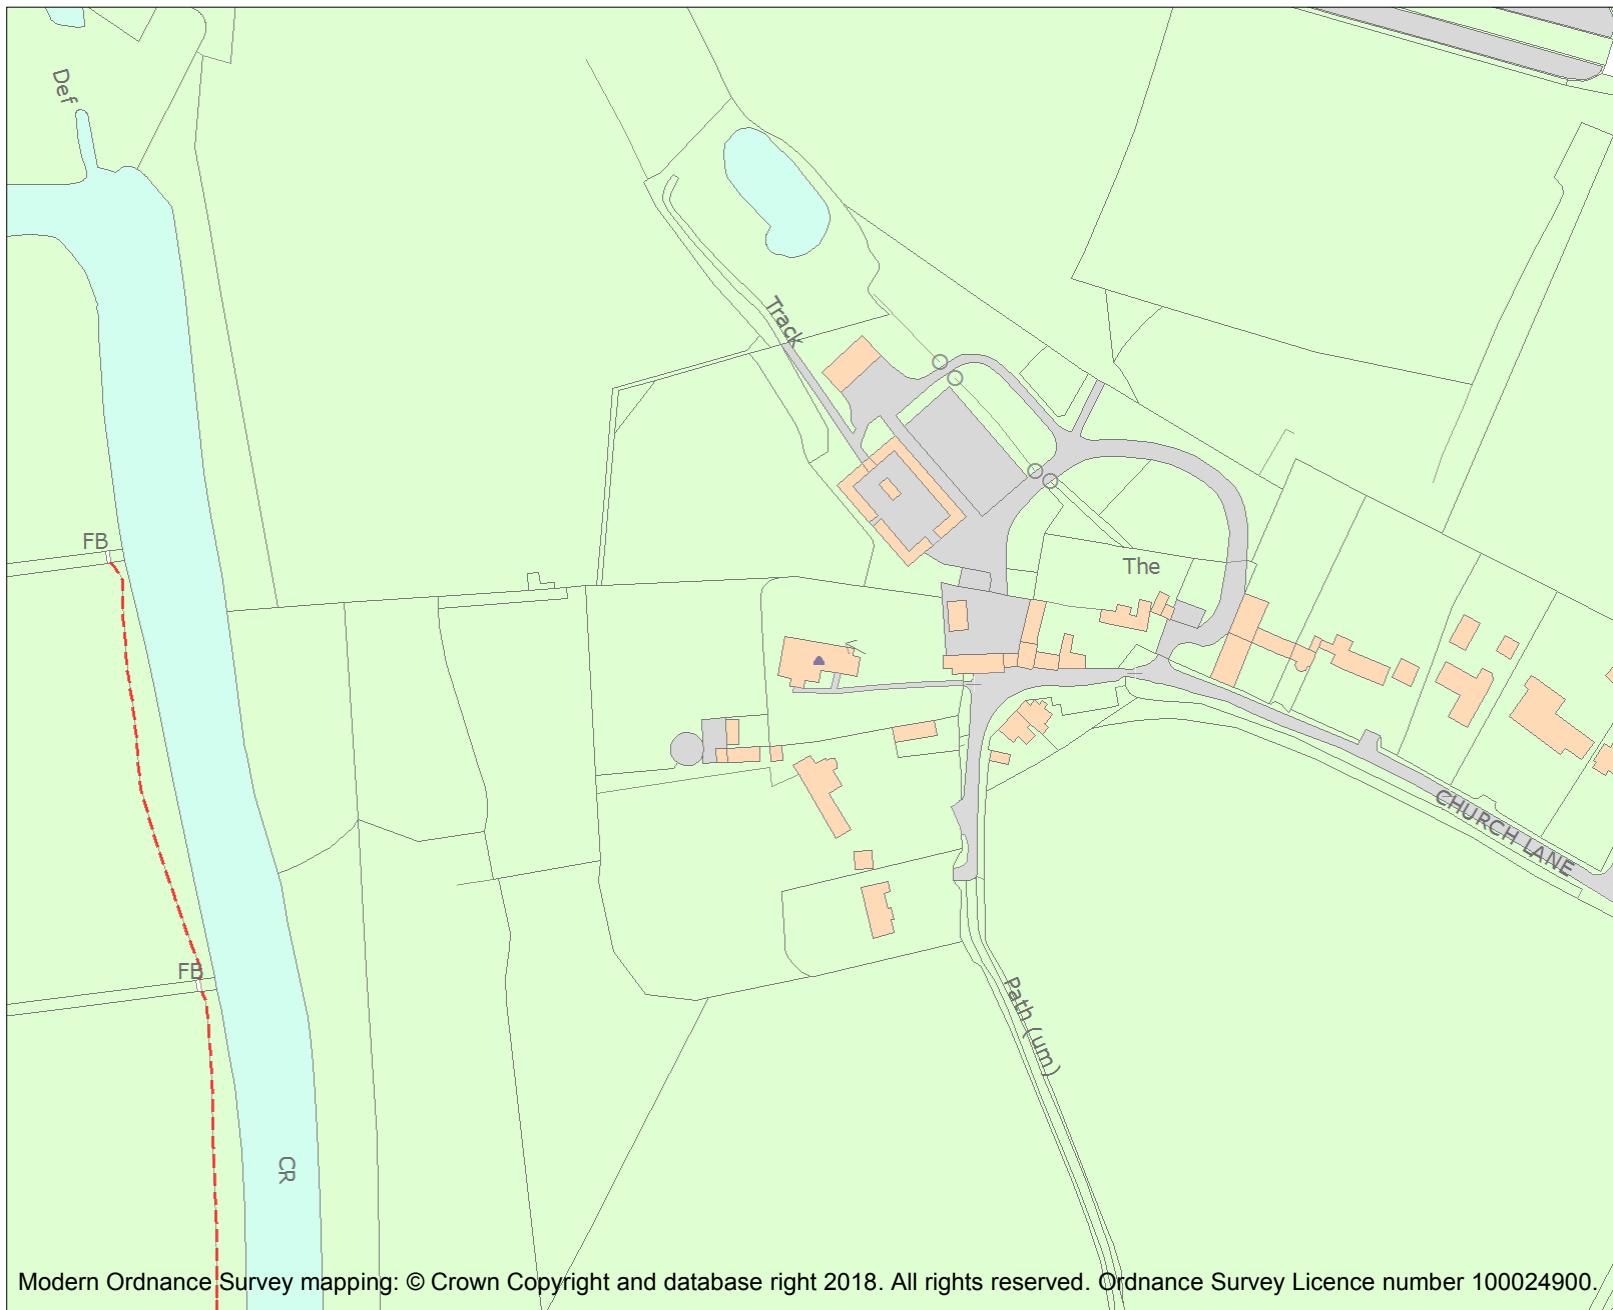 Def
Track
FB
The
CHURCH LANE
FB
Path (um)
CR
Modern Ordnance Survey mapping: © Crown Copyright and database right 2018. All rights reserved. Ordnance Survey Licence number 100024900.